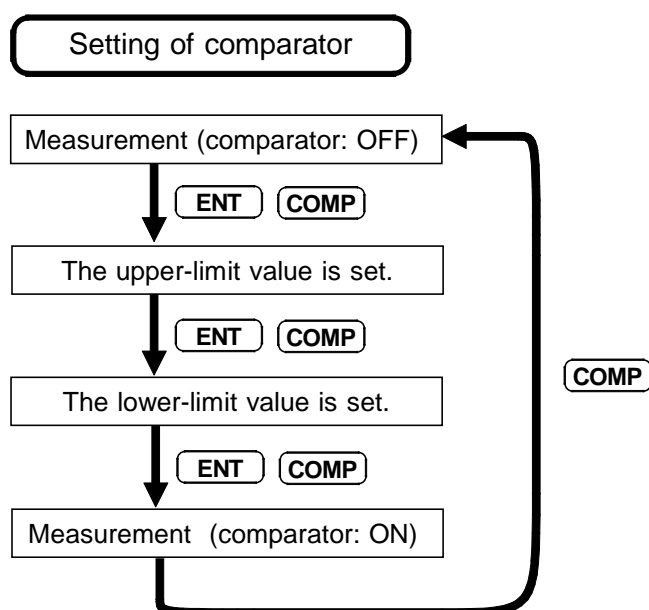 Setting of comparator
Measurement (comparator: OFF)
ENT COMP
The upper-limit value is set.
ENT COMP
COMP
The lower-limit value is set.
ENT COMP
Measurement (comparator: ON)